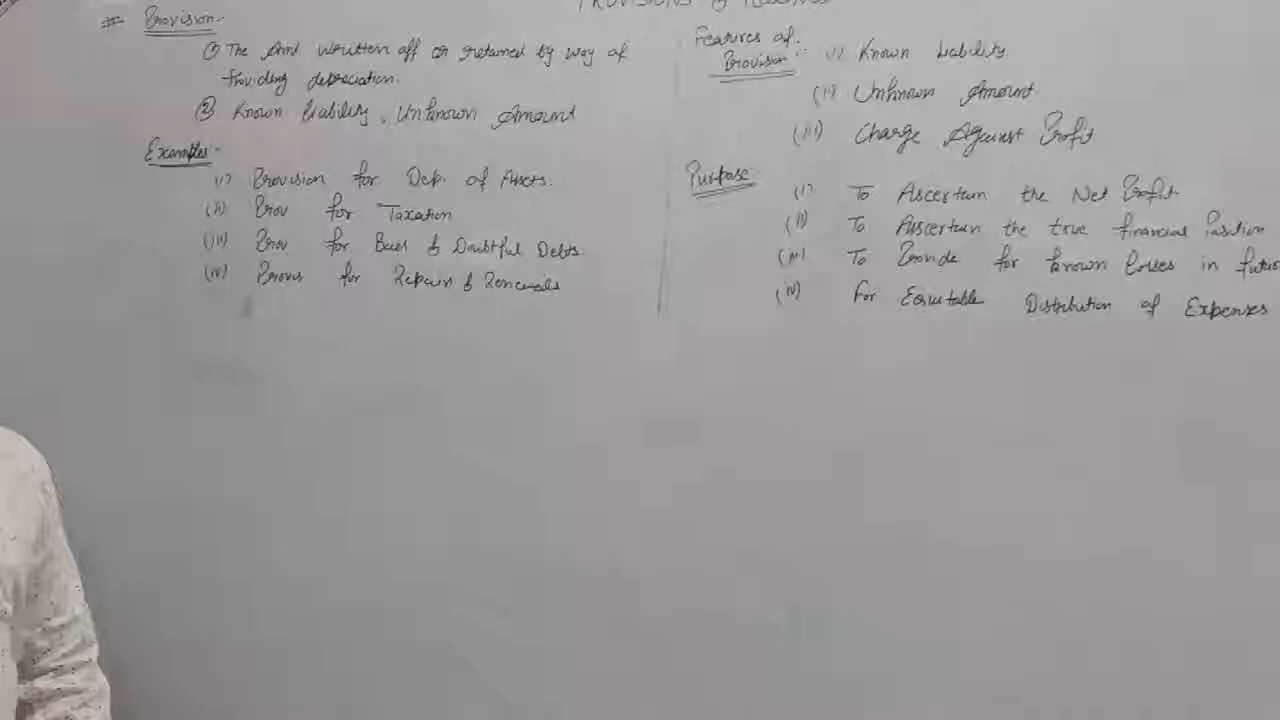 PROVISIONS & RESERVES
# Provision:-
① The Amt written off or retained by way of
Providing depreciation.
② Known liability, Unknown Amount
Examples:-
(i) Provision for Dep. of Assets.
(ii) Prov for Taxation
(iii) Prov for Bad & Doubtful Debts.
(iv) Provis for Repairs & Renewals
Features of
Provision:- (i) Known Liability.
(ii) Unknown Amount
(iii) Charge Against Profit
Purpose (i) To Ascertain the Net Profit
(ii) To Ascertain the true financial Position
(iii) To Provide for known losses in futur
(iv) For Equitable Distribution of Expenses